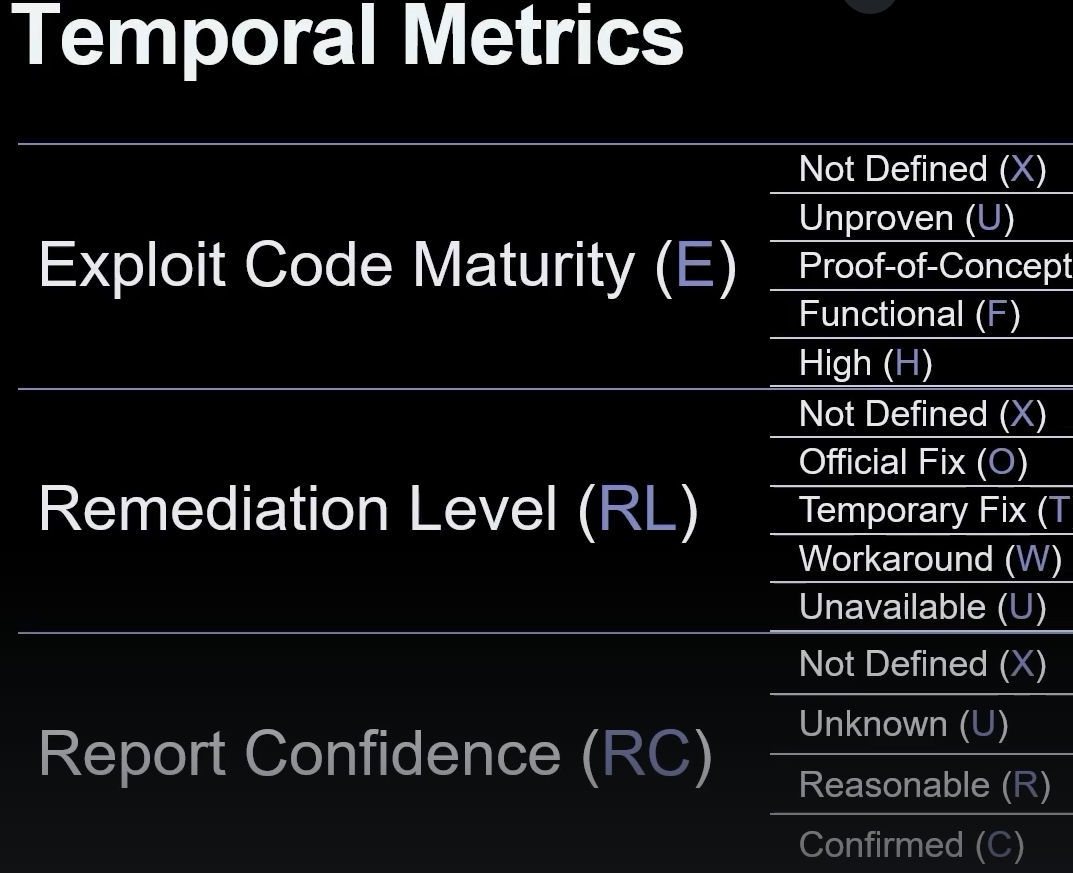 Temporal Metrics
Exploit Code Maturity (E)
Not Defined (X)
Unproven (U)
Proof-of-Concept
Functional (F)
High (H)
Remediation Level (RL)
Not Defined (X)
Official Fix (O)
Temporary Fix (T
Workaround (W)
Unavailable (U)
Report Confidence (RC)
Not Defined (X)
Unknown (U)
Reasonable (R)
Confirmed (C)